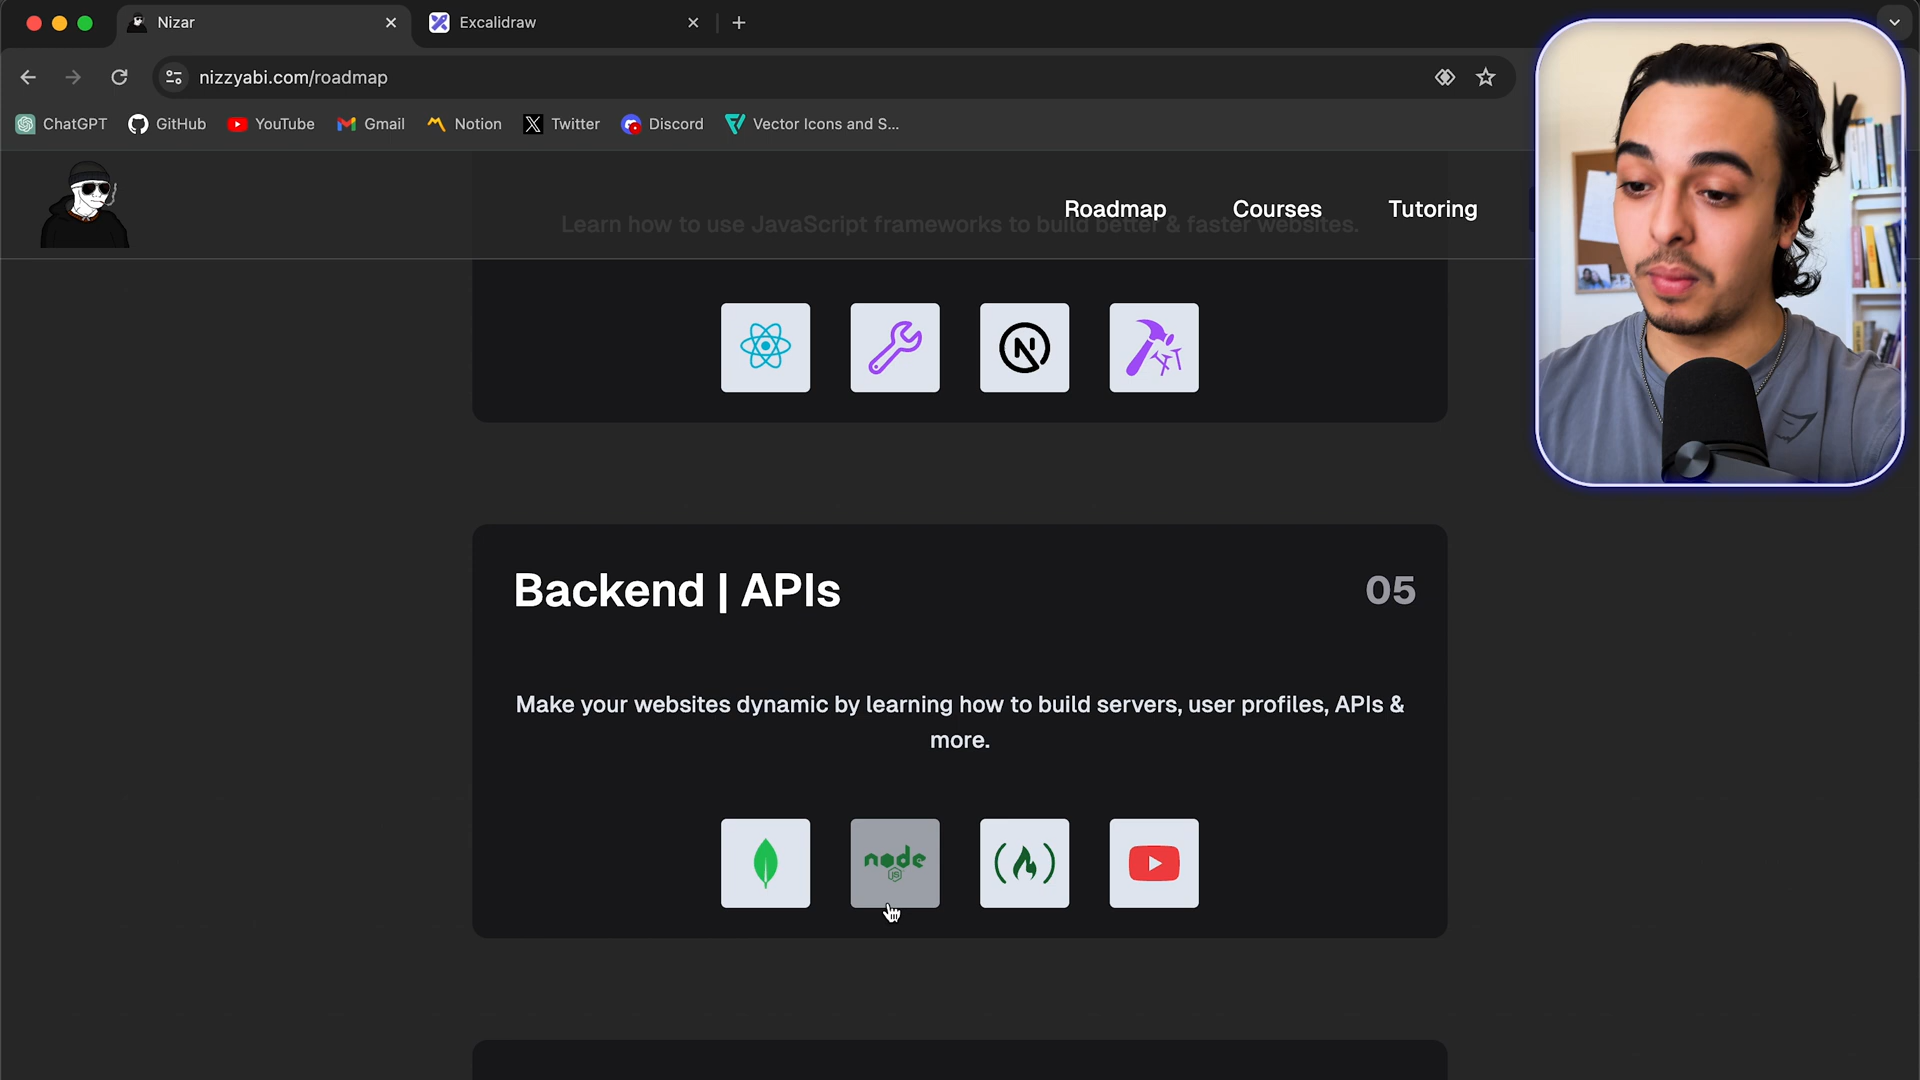 Nizar
Excalidraw
nizzyabi.com/roadmap
ChatGPT
GitHub
YouTube
Gmail
Notion
Twitter
Discord
Vector Icons and S...
Roadmap
Courses
Tutoring
Learn how to use JavaScript frameworks to build better & faster websites.
N
Backend | APIs
05
Make your websites dynamic by learning how to build servers, user profiles, APIs &
more.
node
JS